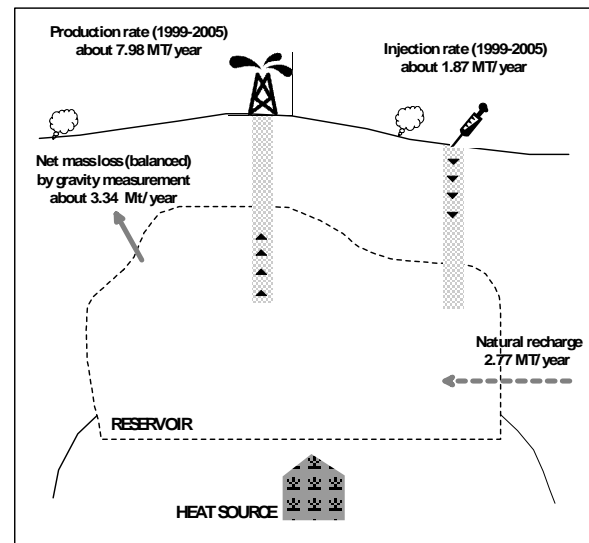 Production rate (1999-2005)
about 7.98 MT/year
Injection rate (1999-2005)
about 1.87 MT/year
Net mass loss (balanced)
by gravity measurement
about 3.34 Mt/year
Natural recharge
2.77 MT/year
RESERVOIR
HEAT SOURCE